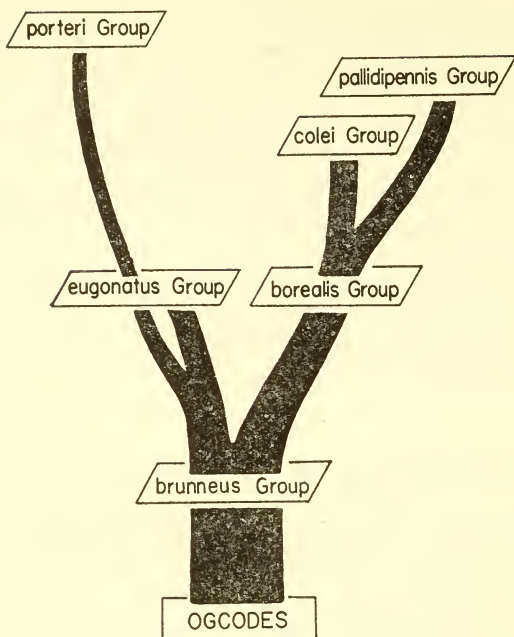 porteri Group
pallidipennis Group
colei Group
eugonatus Group
borealis Group
brunneus Group
OGCODES